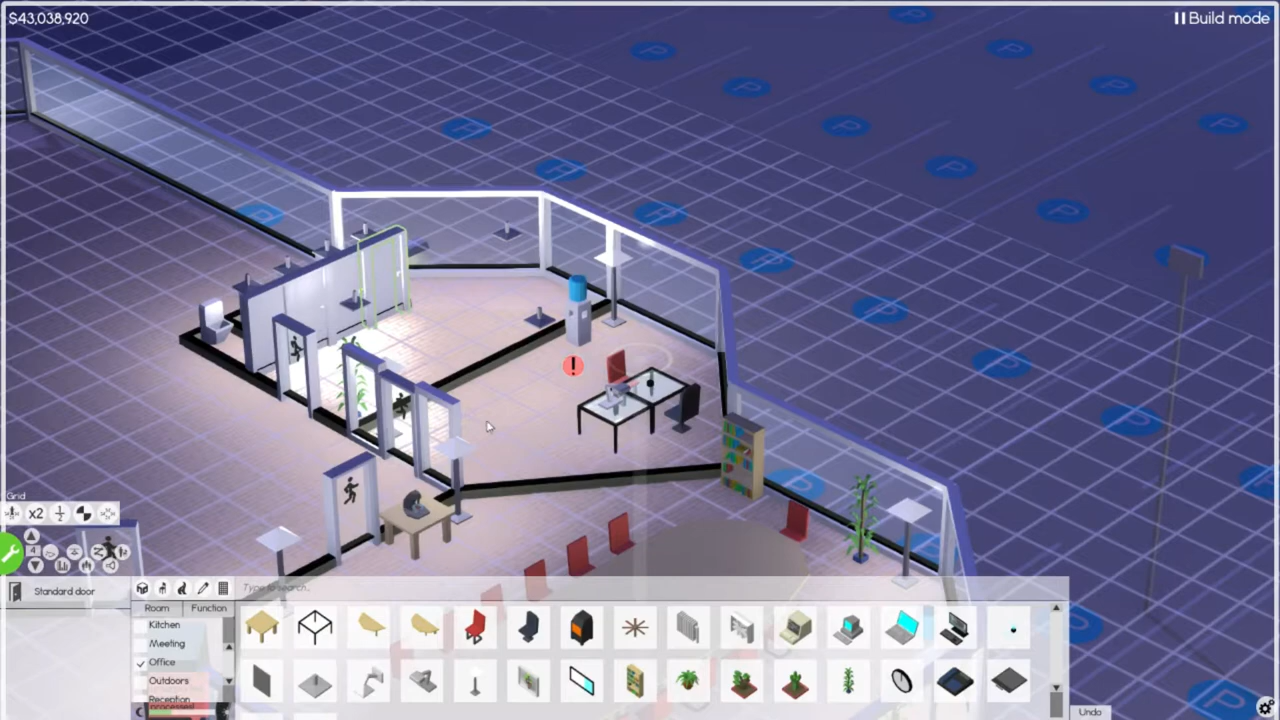 $43,038,920
Build mode
Grid
x2
Standard door
Type to search..
Room
Function
Kitchen
Meeting
Office
Outdoors
Reception
Undo